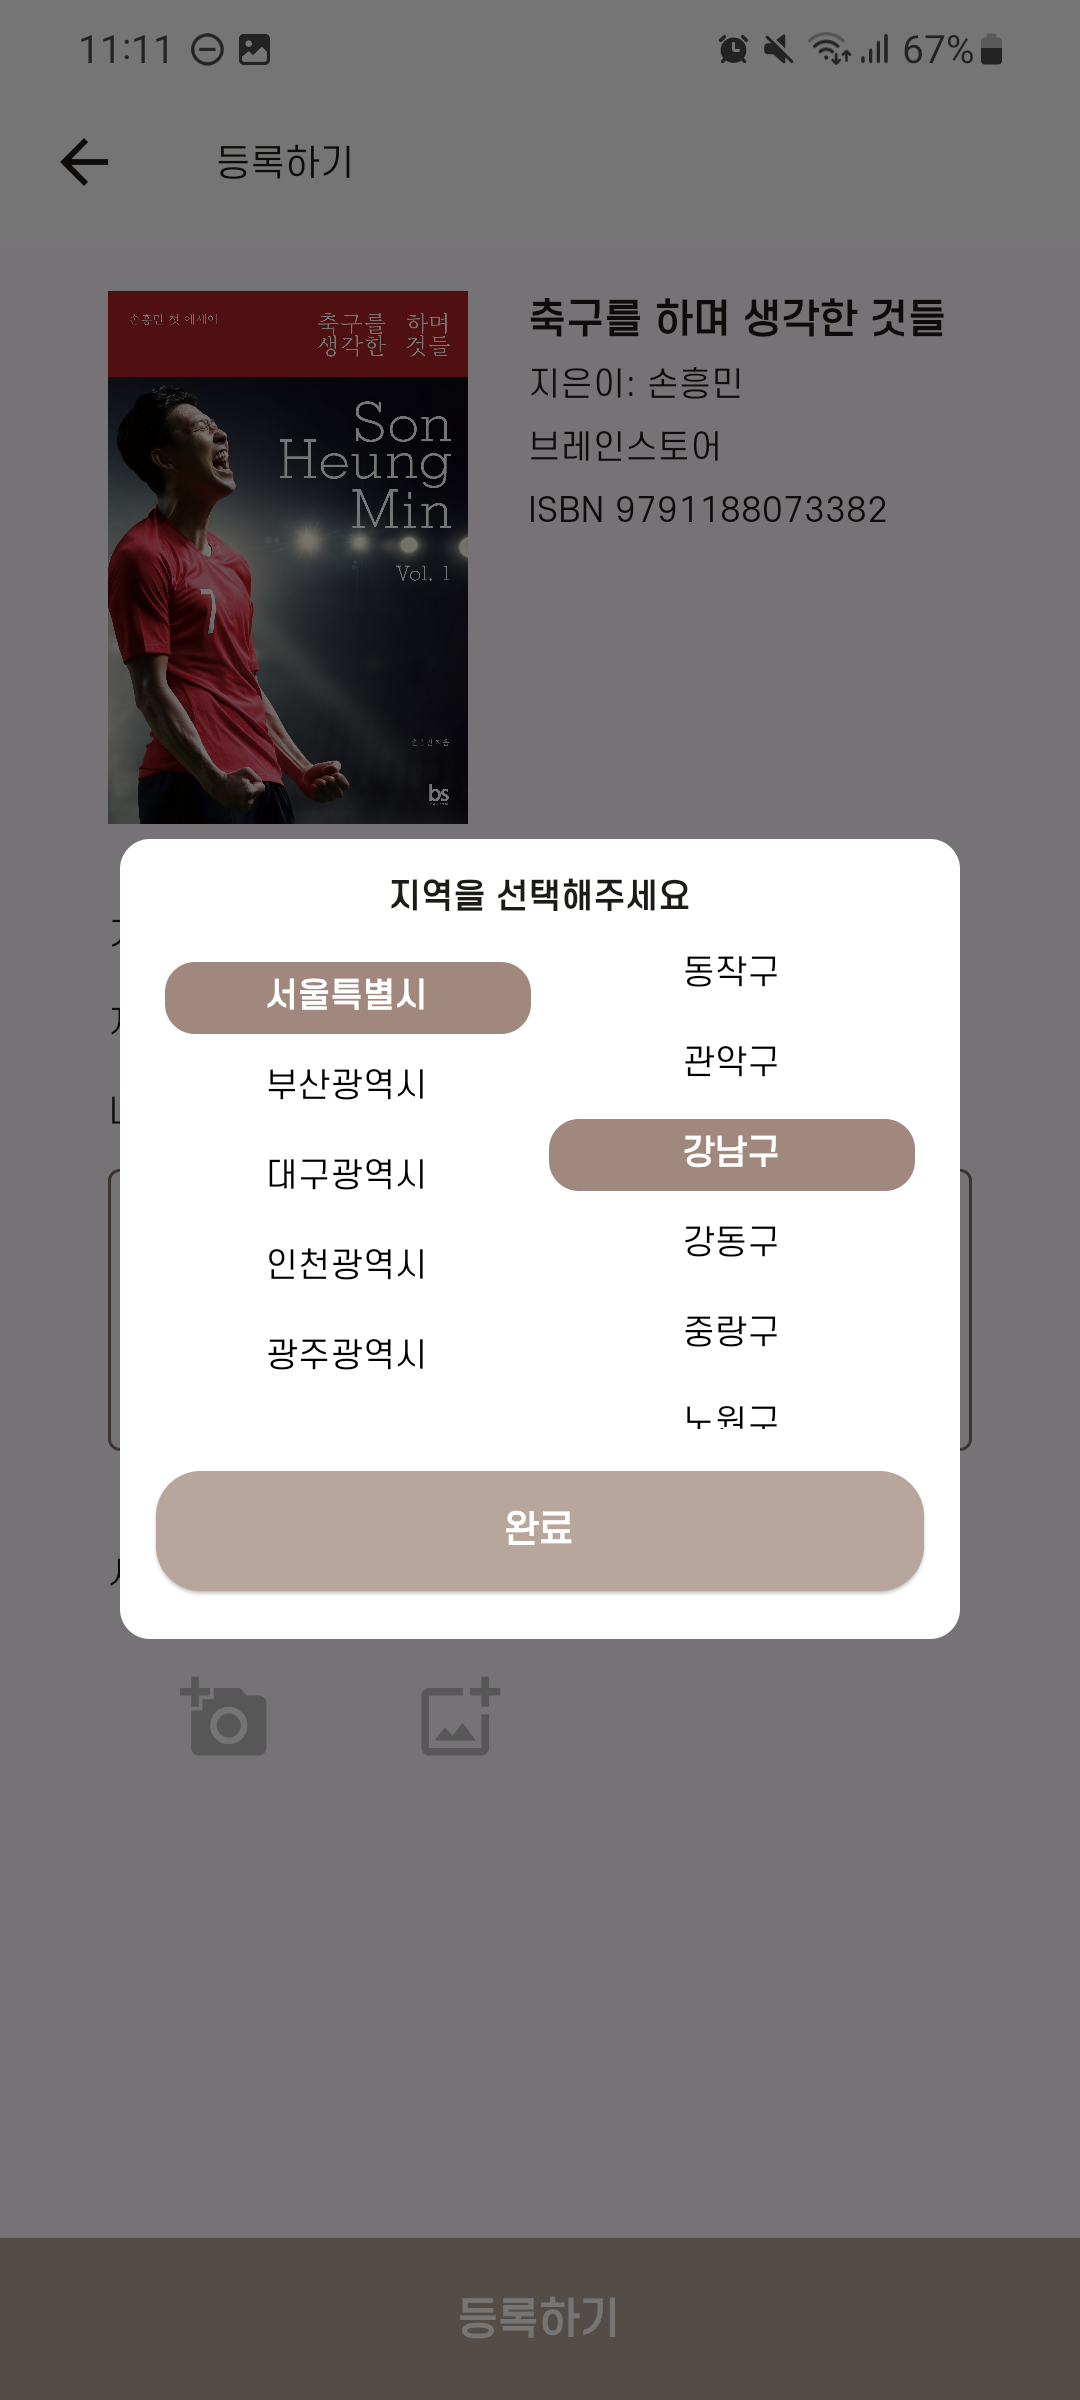 11:11
67%
등록하기
손흥민 첫 에세이
축구를 하며
생각한 것들
Son
Heung
Min
Vol. 1
7
bs
축구를 하며 생각한 것들
지은이: 손흥민
브레인스토어
ISBN 9791188073382
지역을 선택해주세요
서울특별시
부산광역시
대구광역시
인천광역시
광주광역시
동작구
관악구
강남구
강동구
중랑구
노원구
완료
등록하기